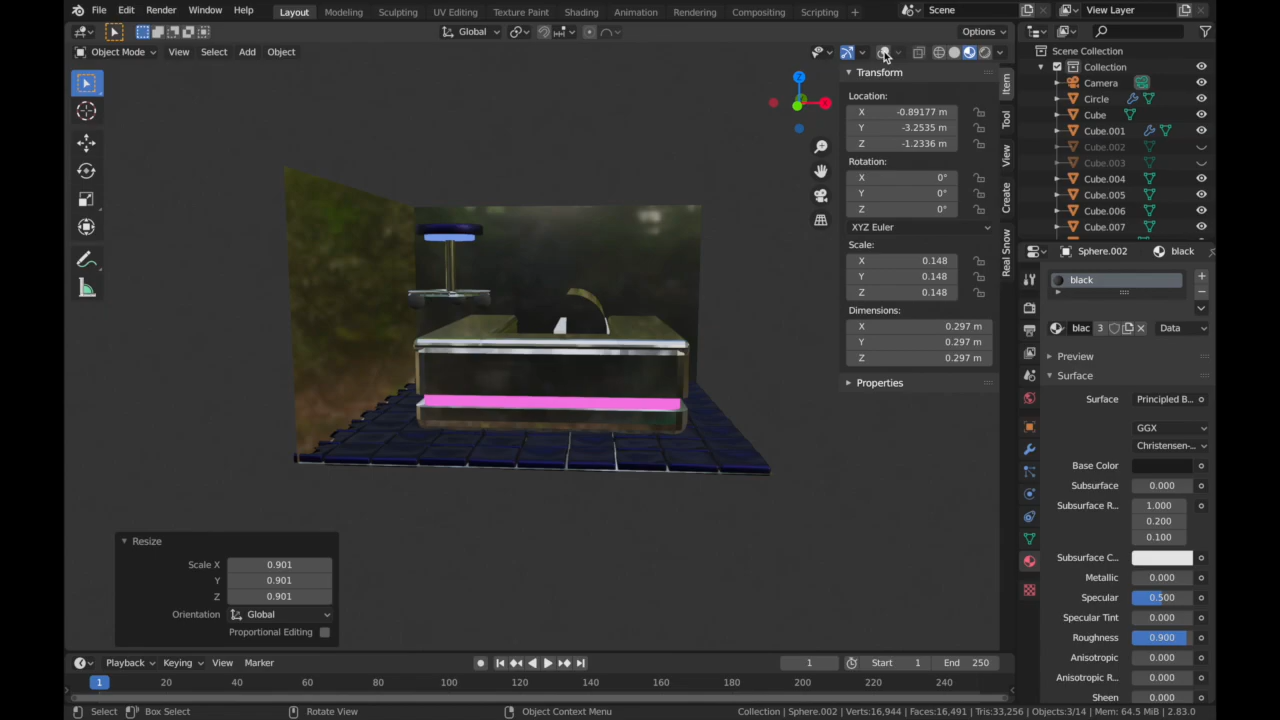 File Edit Render Window Help Layout Modeling Sculpting UV Editing Texture Paint Shading Animation Rendering Compositing Scripting + Scene View Layer
Global Options
Object Mode View Select Add Object
Scene Collection
Collection
Camera
Circle
Cube
Cube.001
Cube.002
Cube.003
Cube.004
Cube.005
Cube.006
Cube.007
Z
X
Transform
Location:
X -0.89177 m
Y -3.2535 m
Z -1.2336 m
Rotation:
X 0°
Y 0°
Z 0°
XYZ Euler
Scale:
X 0.148
Y 0.148
Z 0.148
Dimensions:
X 0.297 m
Y 0.297 m
Z 0.297 m
Properties
Item
Tool
View
Create
Real Snow
Sphere.002 black
black
blac 3 Data
Preview
Surface
Surface Principled B...
GGX
Christensen-...
Base Color
Subsurface 0.000
Subsurface R... 1.000
0.200
0.100
Subsurface C...
Metallic 0.000
Specular 0.500
Specular Tint 0.000
Roughness 0.900
Anisotropic 0.000
Anisotropic R... 0.000
Sheen 0.000
Resize
Scale X 0.901
Y 0.901
Z 0.901
Orientation Global
Proportional Editing
Playback Keying View Marker 1 Start 1 End 250
1 20 40 60 80 100 120 140 160 180 200 220 240
Select Box Select Rotate View Object Context Menu Collection | Sphere.002 | Verts:16,944 | Faces:16,491 | Tris:33,256 | Objects:3/14 | Mem: 64.5 MiB | 2.83.0